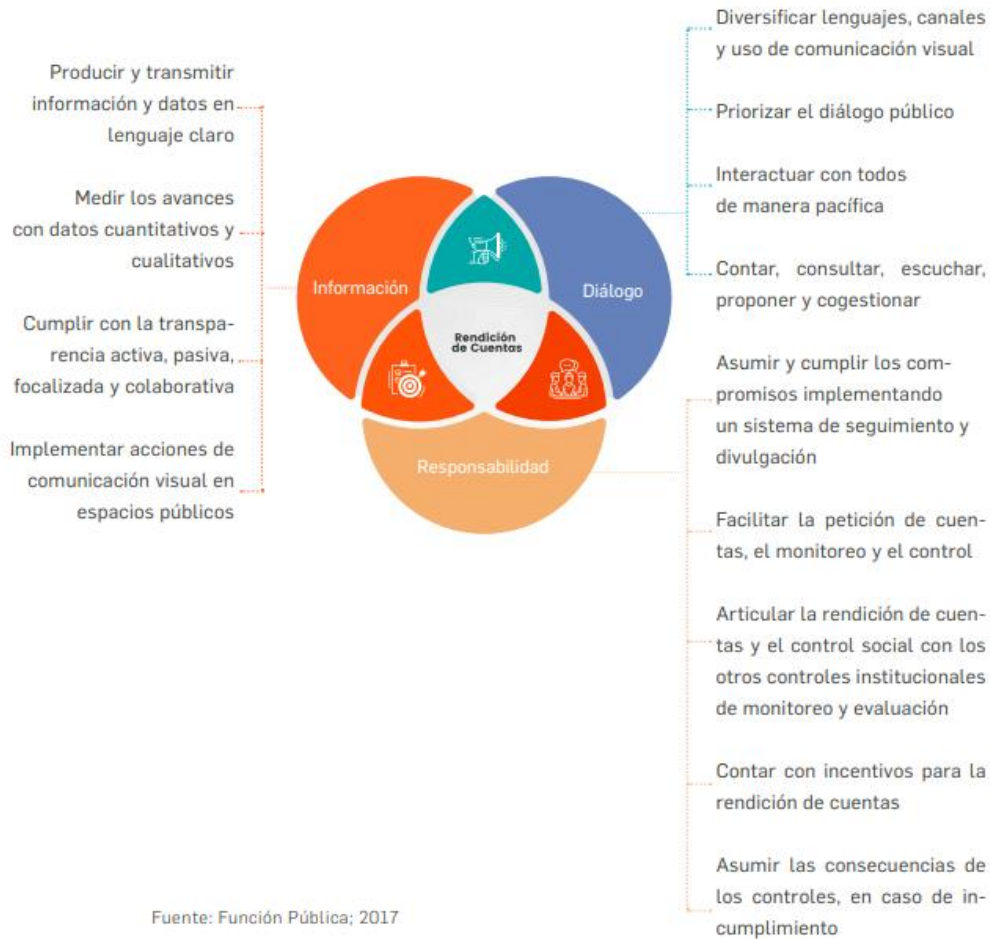 Producir y transmitir
información y datos en
lenguaje claro
Medir los avances
con datos cuantitativos y
cualitativos
Cumplir con la transpa-
rencia activa, pasiva,
focalizada y colaborativa
Implementar acciones de
comunicación visual en
espacios públicos
Información
Diálogo
Rendición
de Cuentas
Responsabilidad
Diversificar lenguajes, canales
y uso de comunicación visual
Priorizar el diálogo público
Interactuar con todos
de manera pacífica
Contar, consultar, escuchar,
proponer y cogestionar
Asumir y cumplir los com-
promisos implementando
un sistema de seguimiento y
divulgación
Facilitar la petición de cuen-
tas, el monitoreo y el control
Articular la rendición de cuen-
tas y el control social con los
otros controles institucionales
de monitoreo y evaluación
Contar con incentivos para la
rendición de cuentas
Asumir las consecuencias de
los controles, en caso de in-
cumplimiento
Fuente: Función Pública; 2017